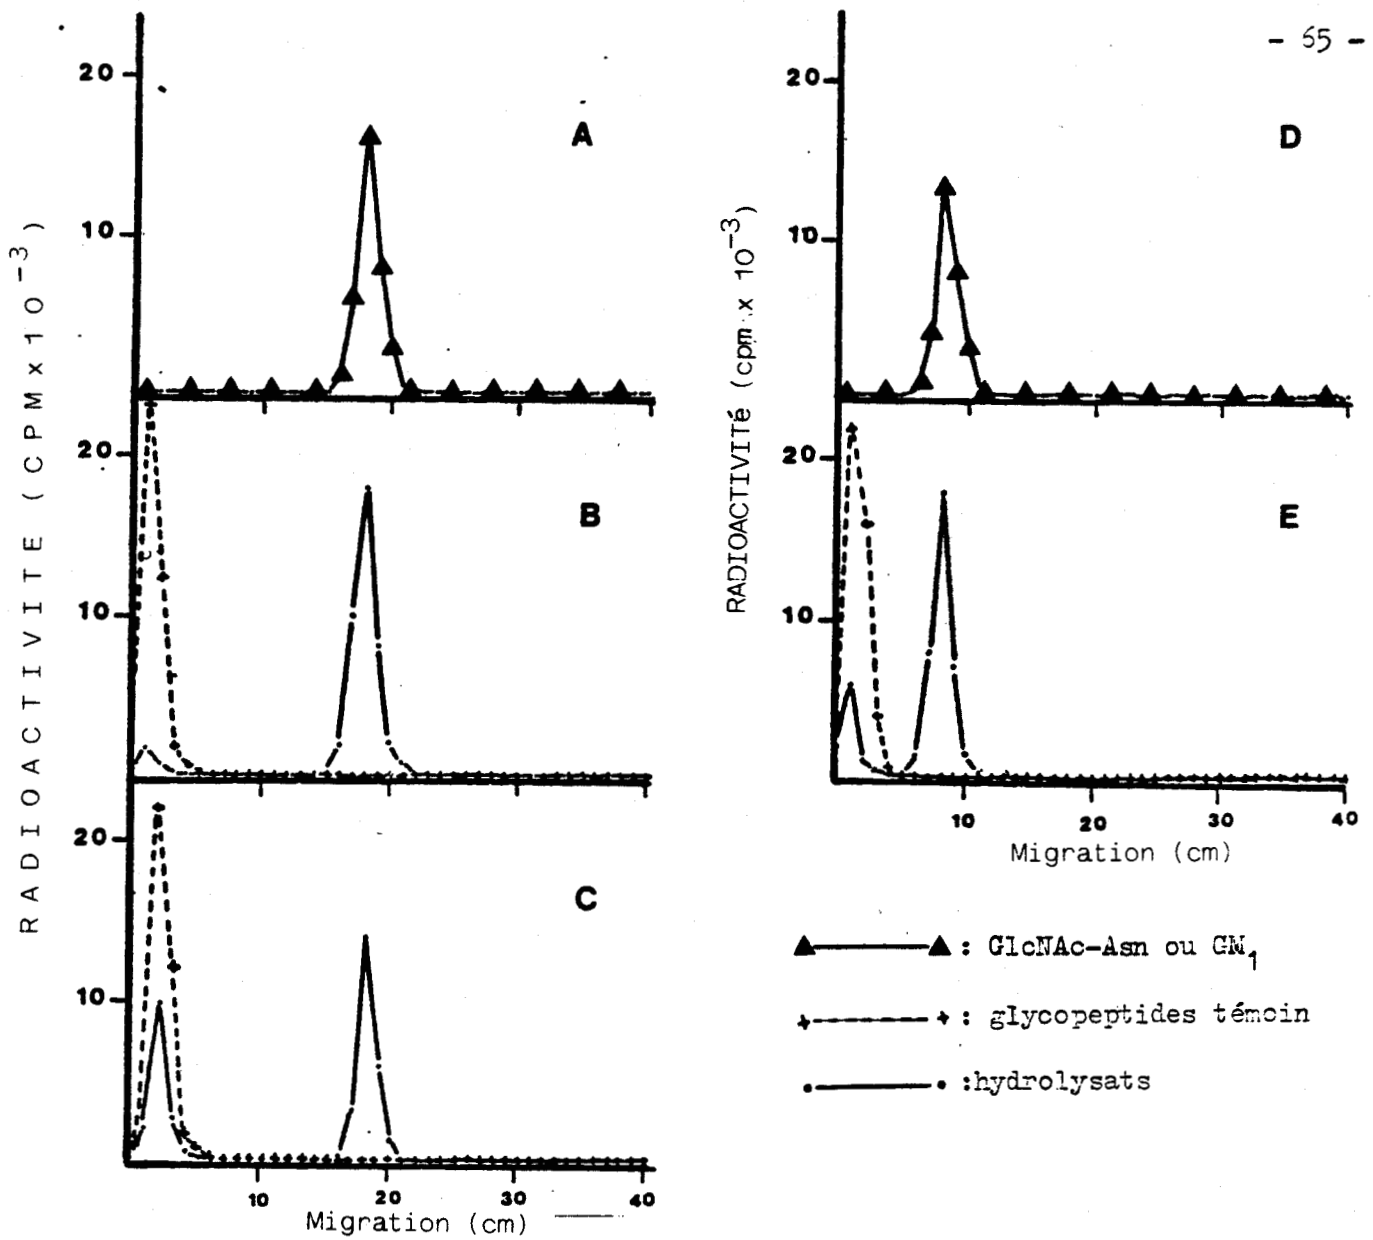 - 65 -
20
10
A
20
10
B
20
10
C
10 20 30 40
Migration (cm)
RADIOACTIVITE (CPM x 10⁻³)
20
10
D
20
10
E
10 20 30 40
Migration (cm)
RADIOACTIVITé (cpm x 10⁻³)
: GlcNAc-Asn ou GM₁
: glycopeptides témoin
:hydrolysats